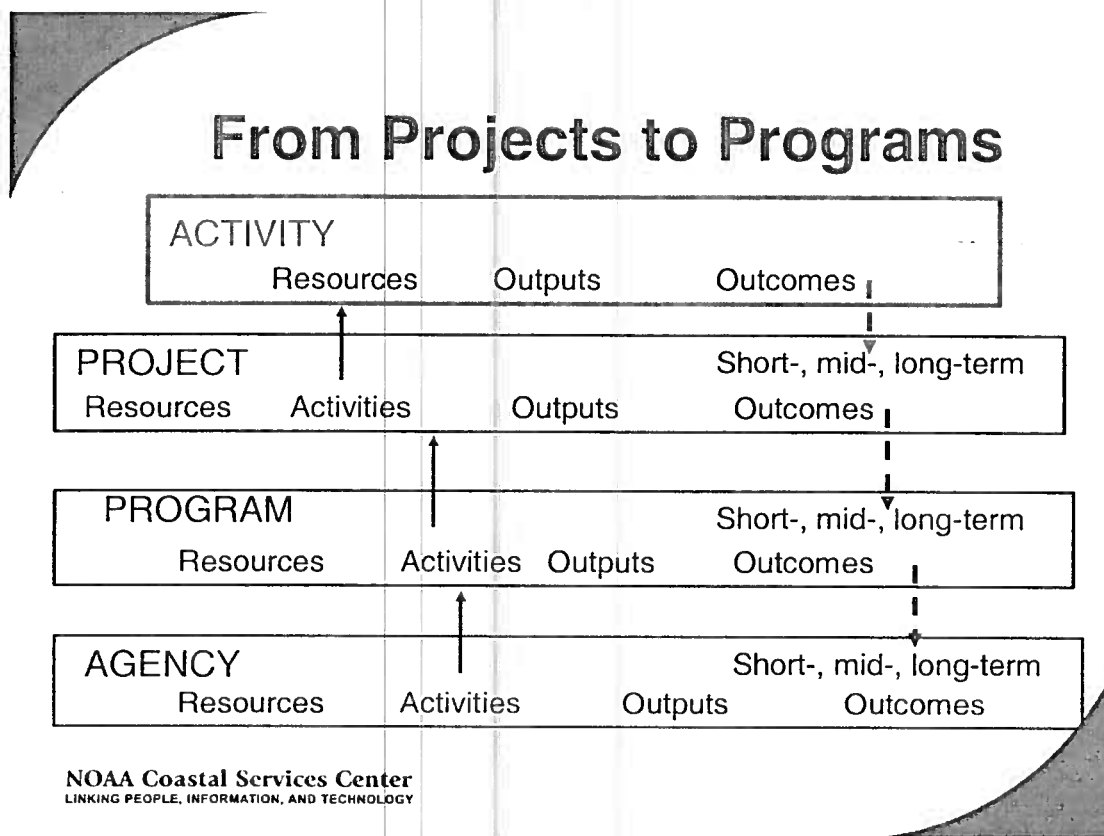 From Projects to Programs
ACTIVITY
Resources Outputs Outcomes
PROJECT Short-, mid-, long-term
Resources Activities Outputs Outcomes
PROGRAM Short-, mid-, long-term
Resources Activities Outputs Outcomes
AGENCY Short-, mid-, long-term
Resources Activities Outputs Outcomes
NOAA Coastal Services Center
LINKING PEOPLE, INFORMATION, AND TECHNOLOGY